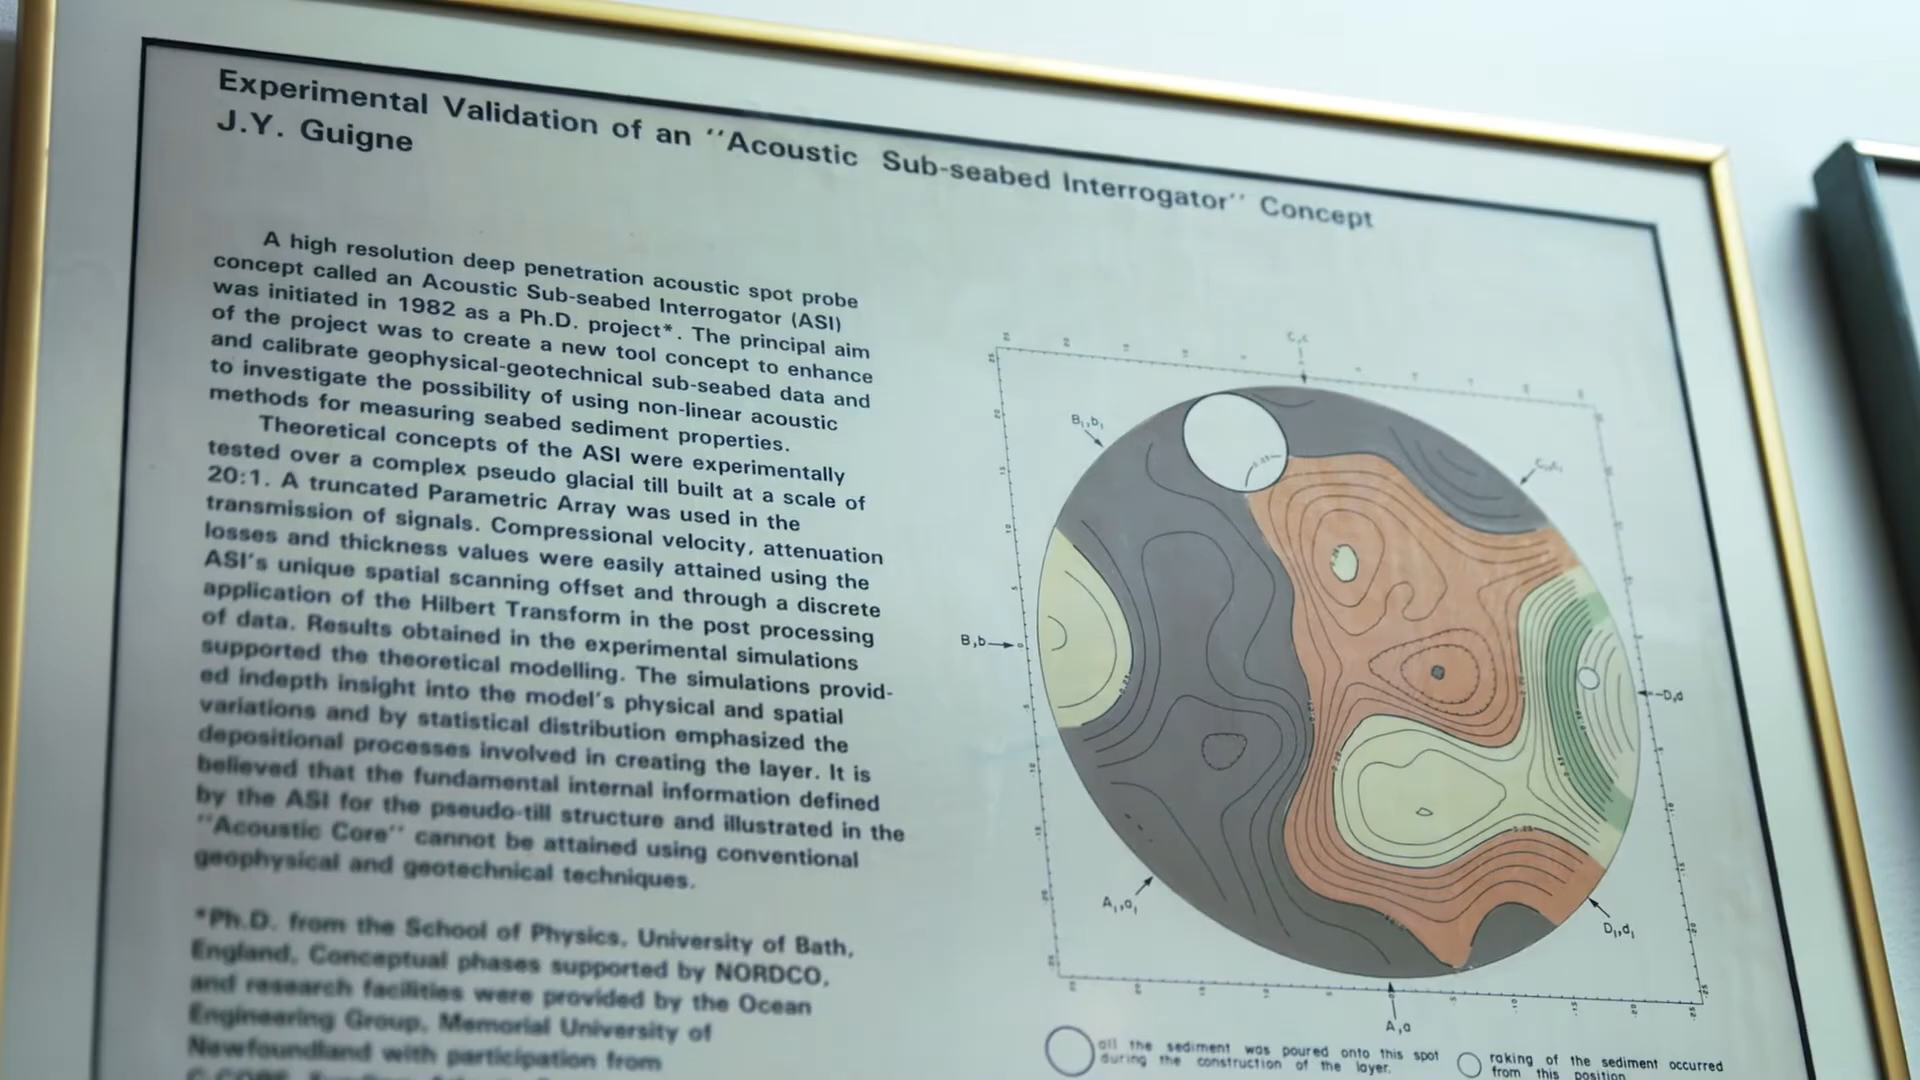 Experimental Validation of an "Acoustic Sub-seabed Interrogator" Concept
J.Y. Guigne
A high resolution deep penetration acoustic spot probe
concept called an Acoustic Sub-seabed Interrogator (ASI)
was initiated in 1982 as a Ph.D. project*. The principal aim
of the project was to create a new tool concept to enhance
and calibrate geophysical-geotechnical sub-seabed data and
to investigate the possibility of using non-linear acoustic
methods for measuring seabed sediment properties.
Theoretical concepts of the ASI were experimentally
tested over a complex pseudo glacial till built at a scale of
20:1. A truncated Parametric Array was used in the
transmission of signals. Compressional velocity, attenuation
losses and thickness values were easily attained using the
ASI's unique spatial scanning offset and through a discrete
application of the Hilbert Transform in the post processing
of data. Results obtained in the experimental simulations
supported the theoretical modelling. The simulations provid-
ed indepth insight into the model's physical and spatial
variations and by statistical distribution emphasized the
depositional processes involved in creating the layer. It is
believed that the fundamental internal information defined
by the ASI for the pseudo-till structure and illustrated in the
"Acoustic Core" cannot be attained using conventional
geophysical and geotechnical techniques.
*Ph.D. from the School of Physics, University of Bath,
England, Conceptual phases supported by NORDCO,
and research facilities were provided by the Ocean
Engineering Group, Memorial University of
Newfoundland with participation from
C,c
B₁,b₁
C₁,c₁
B,b
D,d
A₁,a₁
D₁,d₁
A,a
all the sediment was poured onto this spot
during the construction of the layer.
raking of the sediment occurred
from this position